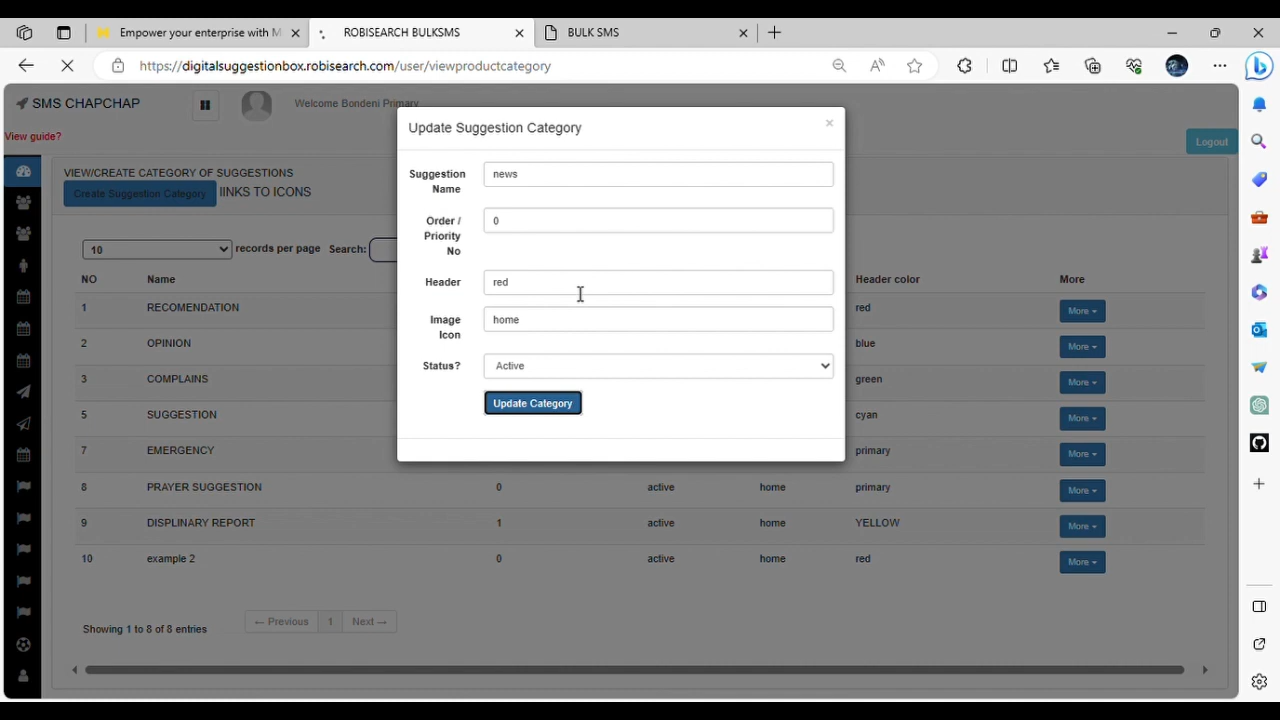 Empower your enterprise with M
ROBISEARCH BULKSMS
BULK SMS
https://digitalsuggestionbox.robisearch.com/user/viewproductcategory
SMS CHAPCHAP
Welcome Bondeni Primary
View guide?
Logout
VIEW/CREATE CATEGORY OF SUGGESTIONS
Create Suggestion Category lINKS TO ICONS
10 records per page Search:
NO Name Header color More
1 RECOMENDATION red More
2 OPINION blue More
3 COMPLAINS green More
5 SUGGESTION cyan More
7 EMERGENCY primary More
8 PRAYER SUGGESTION 0 active home primary More
9 DISPLINARY REPORT 1 active home YELLOW More
10 example 2 0 active home red More
Showing 1 to 8 of 8 entries
← Previous 1 Next →
Update Suggestion Category ×
Suggestion Name news
Order / Priority No 0
Header red
Image Icon home
Status? Active
Update Category